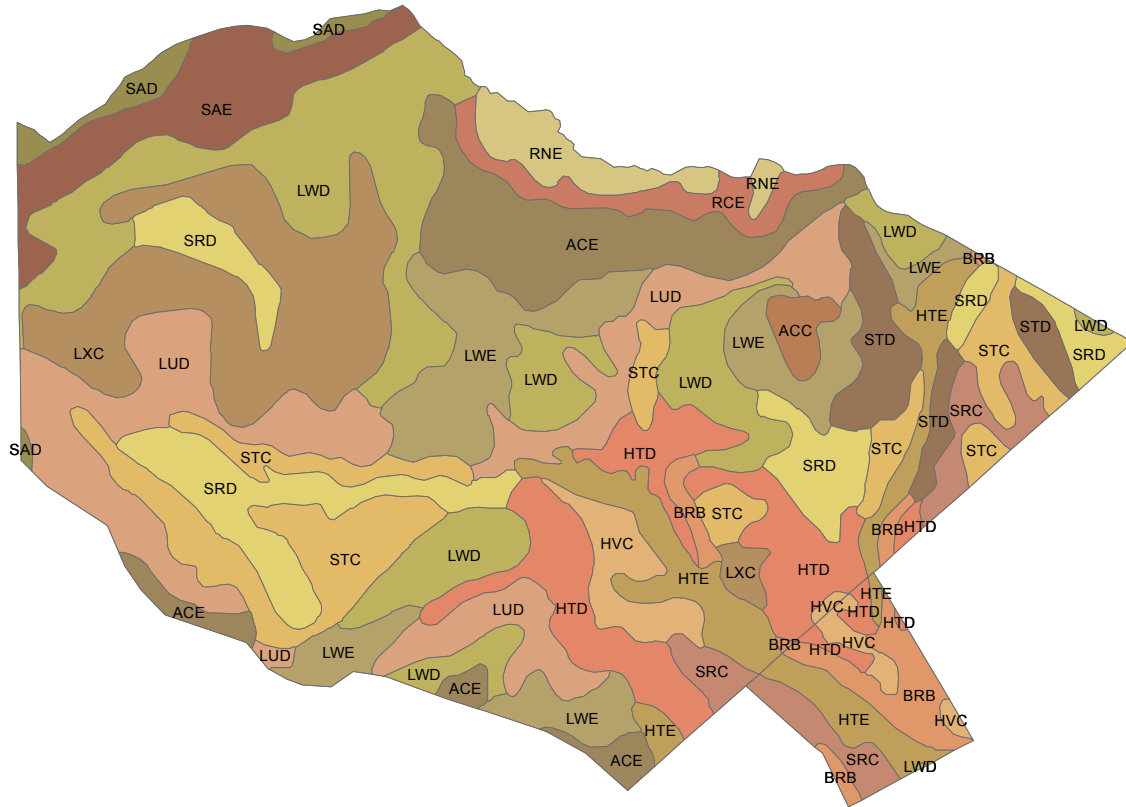 SAD
SAD
SAE
RNE
RNE
LWD
RCE
LWD
SRD
ACE
BRB
LWE
LUD
SRD
HTE
LWD
ACC
STD
STD
LXC
LWE
LWE
STC
SRD
LUD
LWD
STC
LWD
SRC
STD
SAD
HTD
STC
STC
STC
SRD
SRD
BRB
STC
HTD
BRB
HVC
STC
LWD
LXC
HTD
HTE
HTE
ACE
LUD
HTD
HVC
HTD
HTD
HVC
BRB
HTD
LUD
LWE
LWD
SRC
ACE
BRB
LWE
HTE
HVC
HTE
ACE
SRC
LWD
BRB